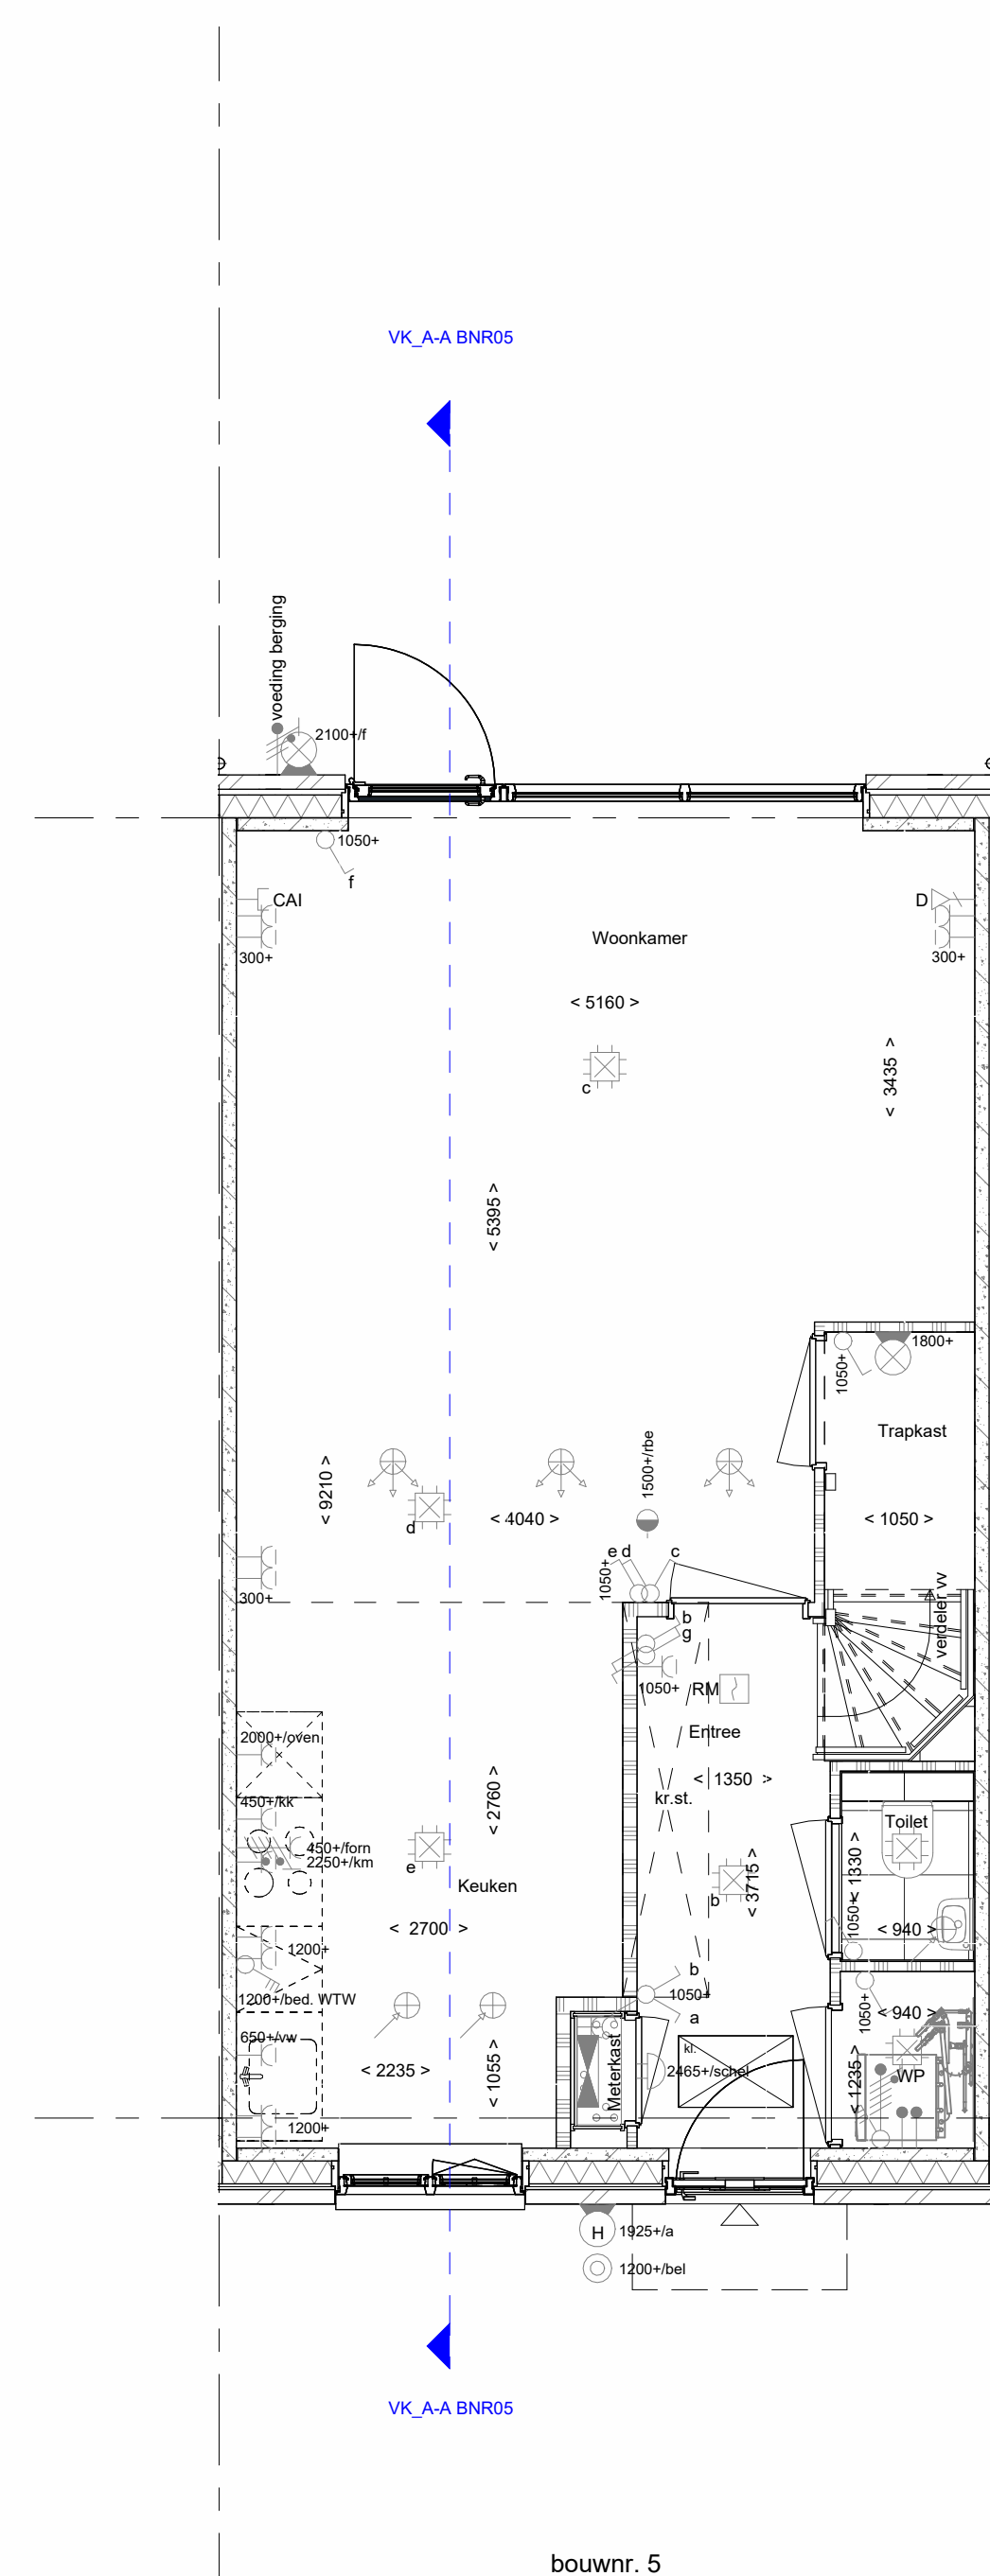 VK_A-A BNR05
voeding berging
2100+/f
1050+
f
CAI
300+
D
300+
Woonkamer
< 5160 >
c
< 3435 >
< 5395 >
1050+
1800+
Trapkast
< 1050 >
< 9210 >
d
< 4040 >
1500+/rbe
1050+
e d
c
300+
b
g
1050+
RM
verdeler vv
Entree
< 1350 >
kr.st.
2000+/oven
450+/kk
450+/forn
2250+/km
< 2760 >
e
Keuken
< 2700 >
b
< 3715 >
Toilet
< 1330 >
1050+
< 940 >
1200+
1200+/bed. WTW
650+/vw
1200+
< 2235 >
< 1055 >
Meterkast
b
1050+
a
kl.
2465+/schel
1050+
< 940 >
< 1235 >
WP
H
1925+/a
1200+/bel
VK_A-A BNR05
bouwnr. 5